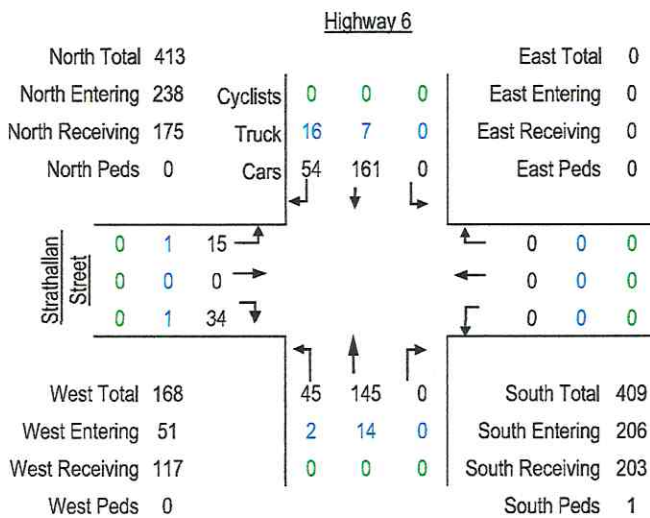 Highway 6
North Total 413
North Entering 238
North Receiving 175
North Peds 0
East Total 0
East Entering 0
East Receiving 0
East Peds 0
Cyclists 0 0 0
Truck 16 7 0
Cars 54 161 0
Strathallan
Street
0 1 15
0 0 0
0 1 34
0 0 0
0 0 0
0 0 0
45 145 0
2 14 0
0 0 0
West Total 168
West Entering 51
West Receiving 117
West Peds 0
South Total 409
South Entering 206
South Receiving 203
South Peds 1